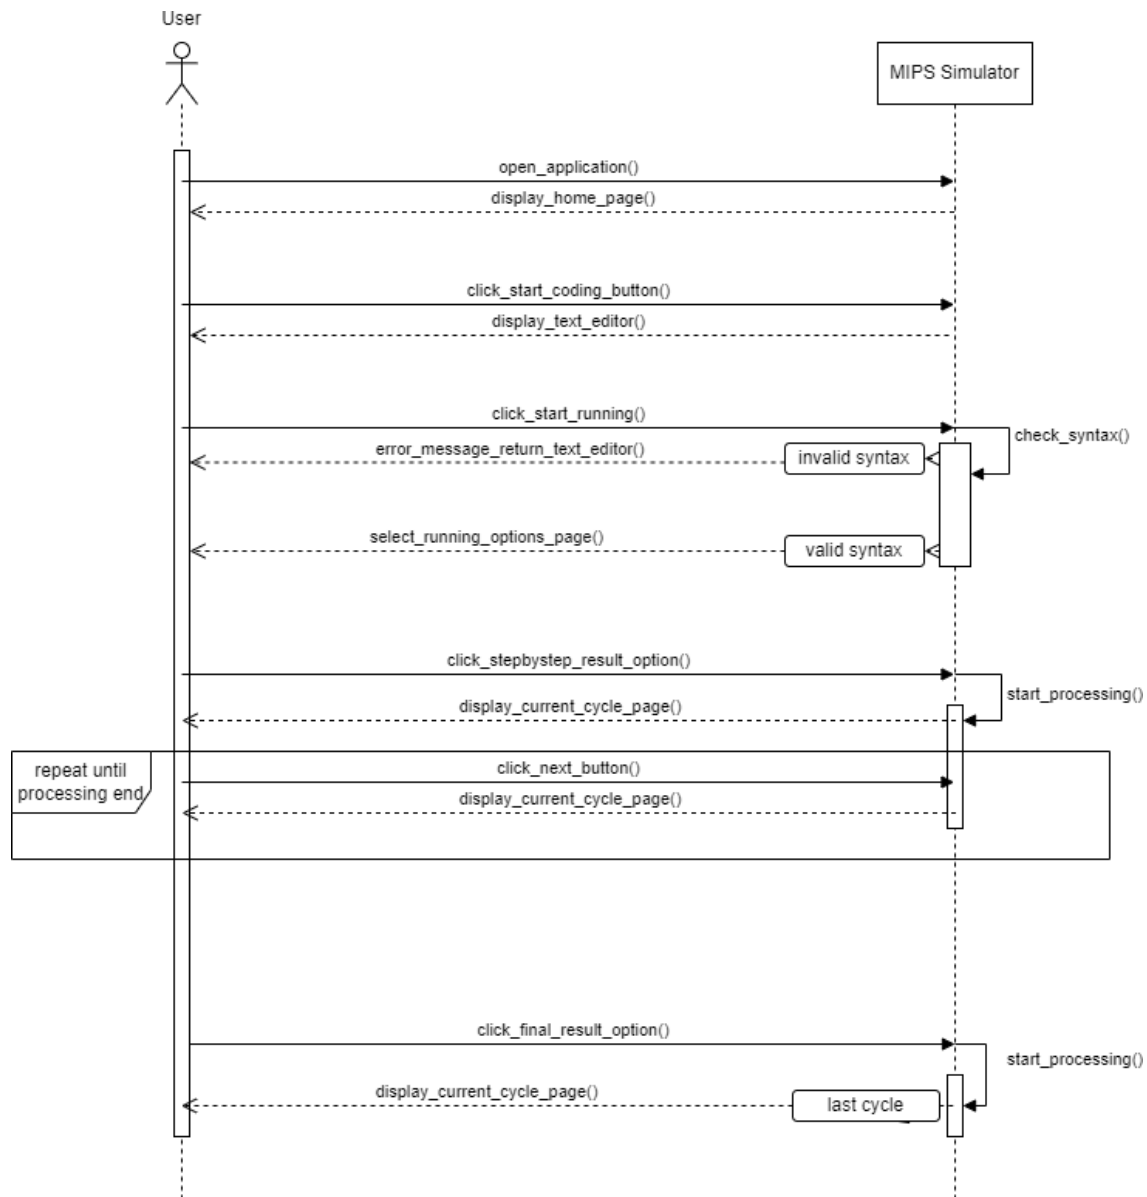 User
MIPS Simulator
open_application()
display_home_page()
click_start_coding_button()
display_text_editor()
click_start_running()
check_syntax()
error_message_return_text_editor()
invalid syntax
select_running_options_page()
valid syntax
click_stepbystep_result_option()
start_processing()
display_current_cycle_page()
repeat until
processing end
click_next_button()
display_current_cycle_page()
click_final_result_option()
start_processing()
display_current_cycle_page()
last cycle